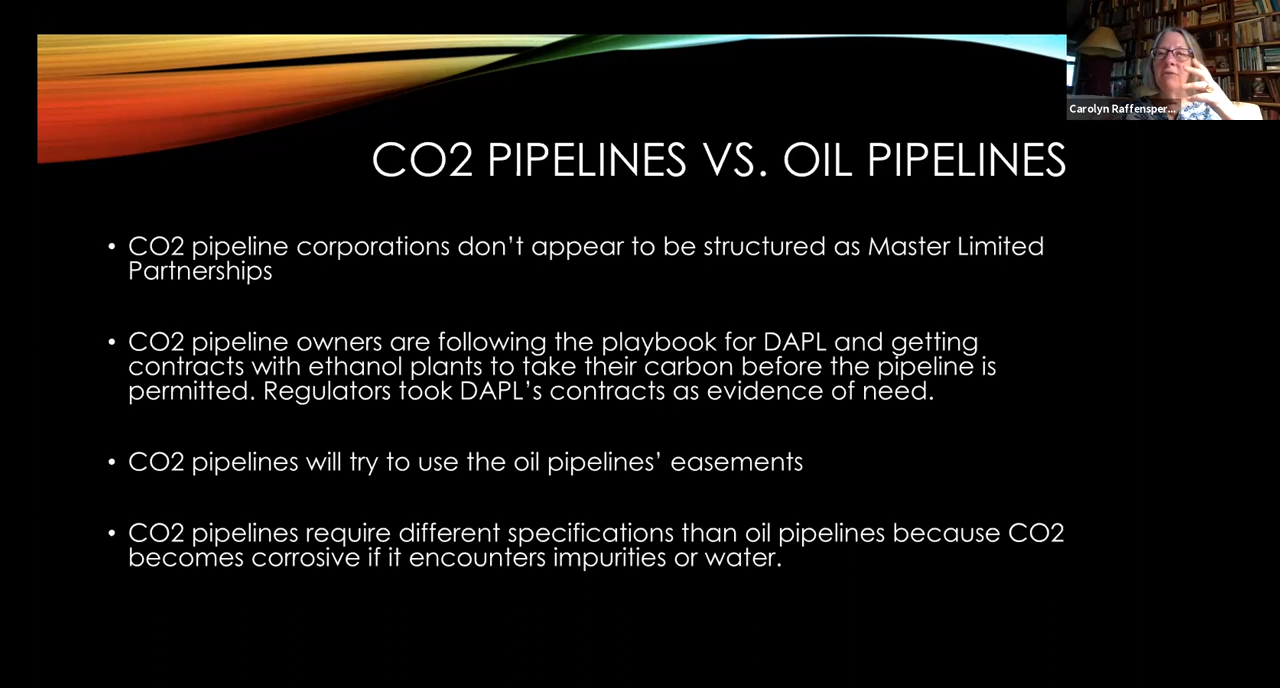 Carolyn Raffensper...
CO2 PIPELINES VS. OIL PIPELINES
• CO2 pipeline corporations don’t appear to be structured as Master Limited
Partnerships
• CO2 pipeline owners are following the playbook for DAPL and getting
contracts with ethanol plants to take their carbon before the pipeline is
permitted. Regulators took DAPL’s contracts as evidence of need.
• CO2 pipelines will try to use the oil pipelines’ easements
• CO2 pipelines require different specifications than oil pipelines because CO2
becomes corrosive if it encounters impurities or water.